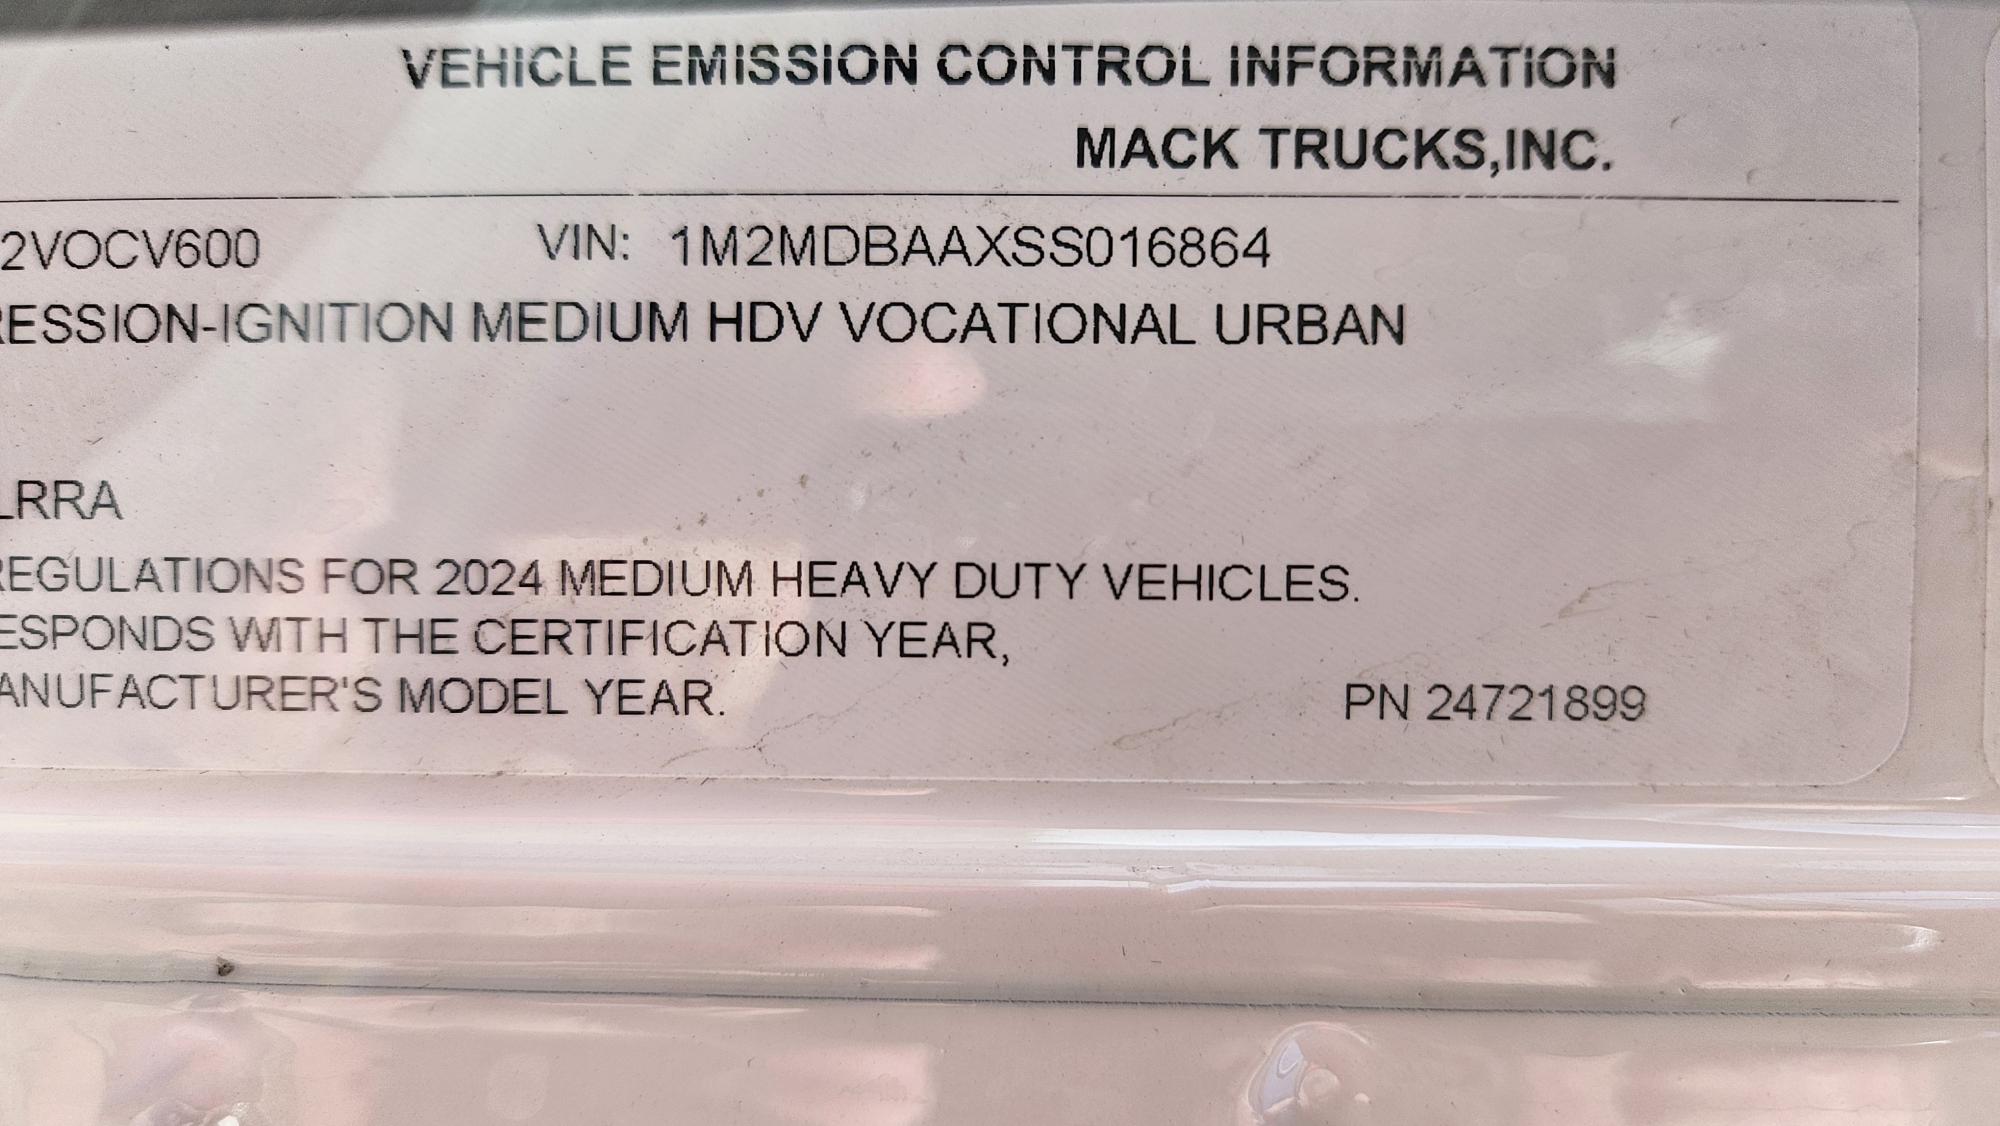 VEHICLE EMISSION CONTROL INFORMATION
MACK TRUCKS,INC.
2VOCV600 VIN: 1M2MDBAAXSS016864
RESSION-IGNITION MEDIUM HDV VOCATIONAL URBAN
LRRA
REGULATIONS FOR 2024 MEDIUM HEAVY DUTY VEHICLES.
ESPONDS WITH THE CERTIFICATION YEAR,
ANUFACTURER'S MODEL YEAR.
PN 24721899